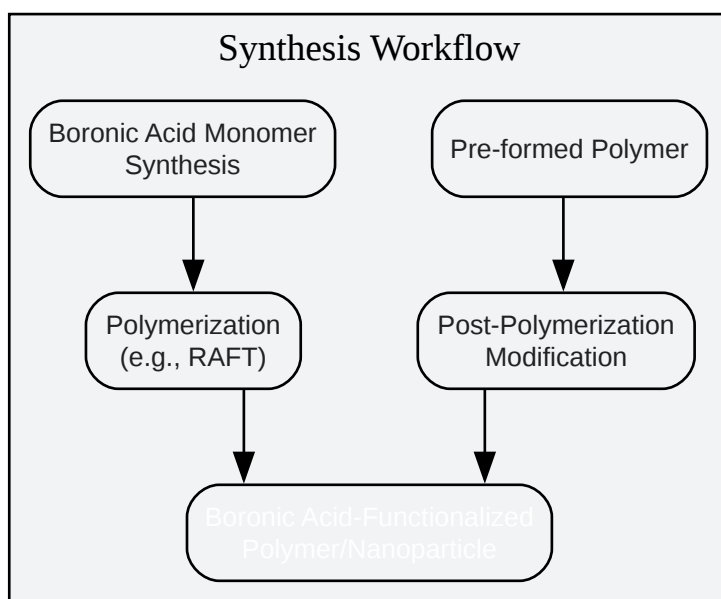 Synthesis Workflow
Boronic Acid Monomer
Synthesis
Pre-formed Polymer
Polymerization
(e.g., RAFT)
Post-Polymerization
Modification
Boronic Acid-Functionalized
Polymer/Nanoparticle